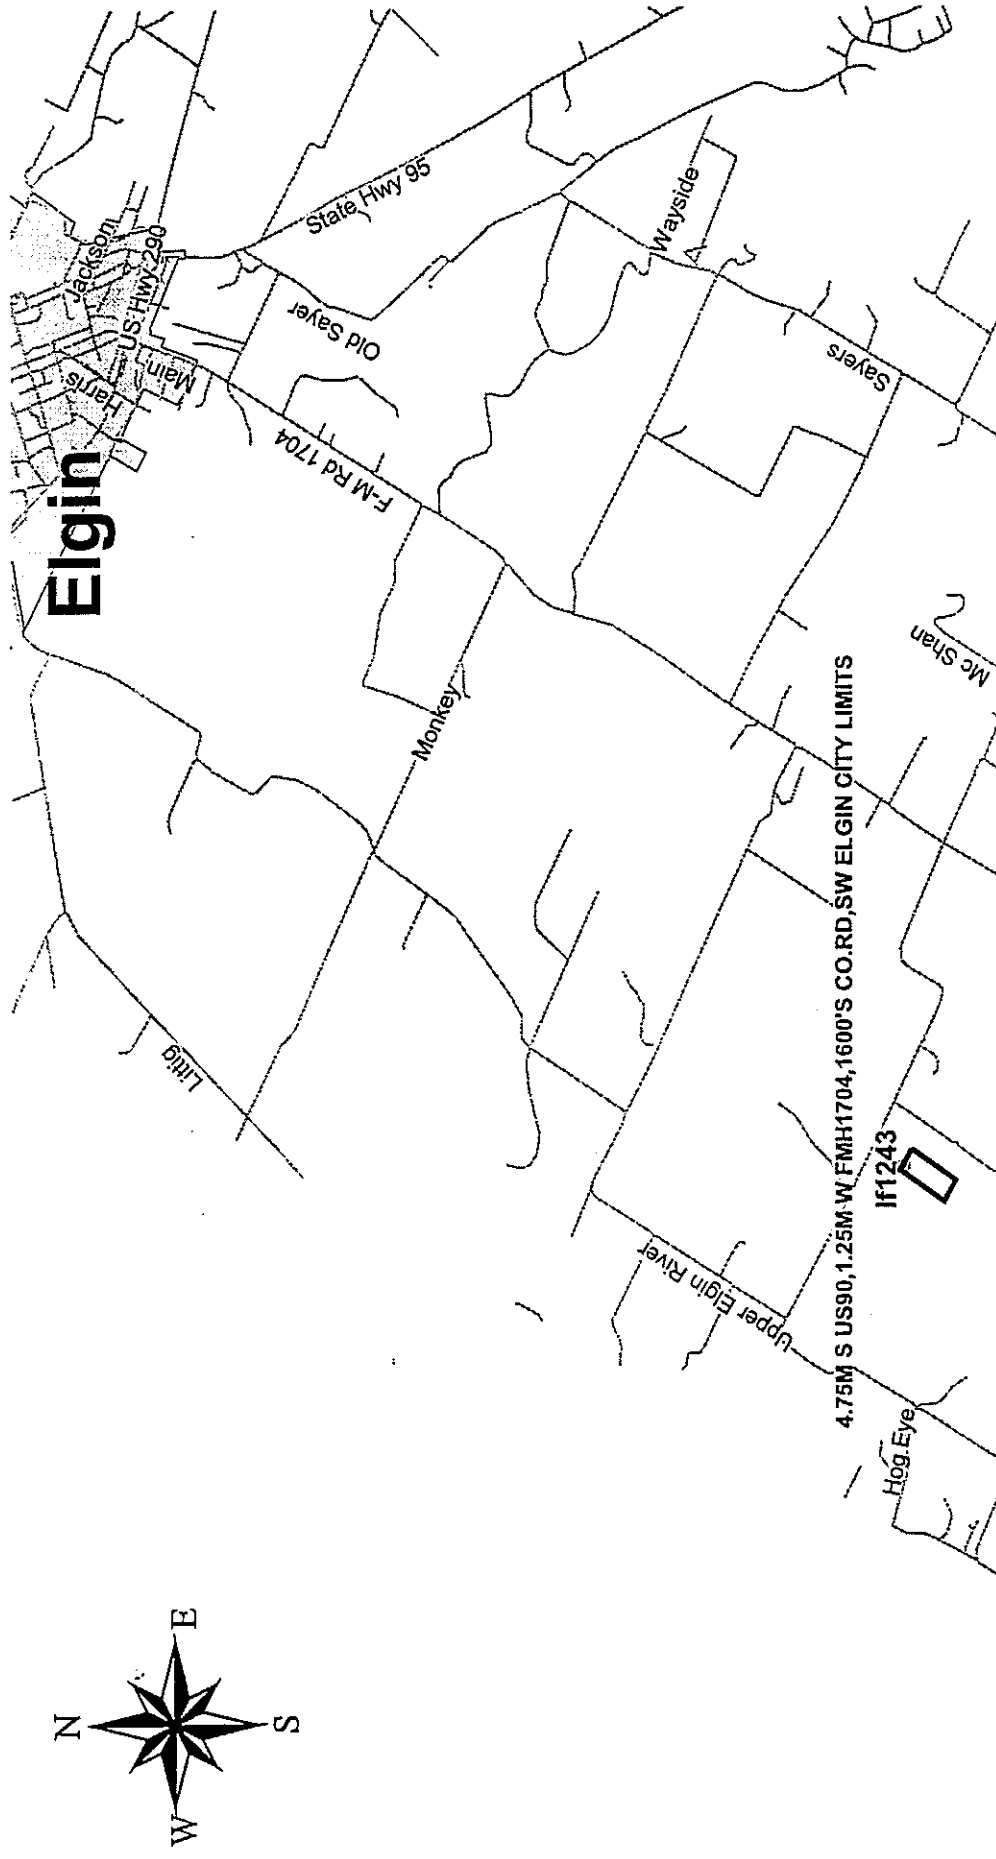 N
W
E
S
Elgin
Harris
Jackson
US Hwy 290
Main
State Hwy 95
Old Sayer
F-M Rd 1704
Wayside
Sayers
Monkey
Littig
Mc Shan
Upper Elgin River
4.75M S US90,1.25M W FMH1704,1600'S CO.RD,SW ELGIN CITY LIMITS
lf1243
Hog Eye